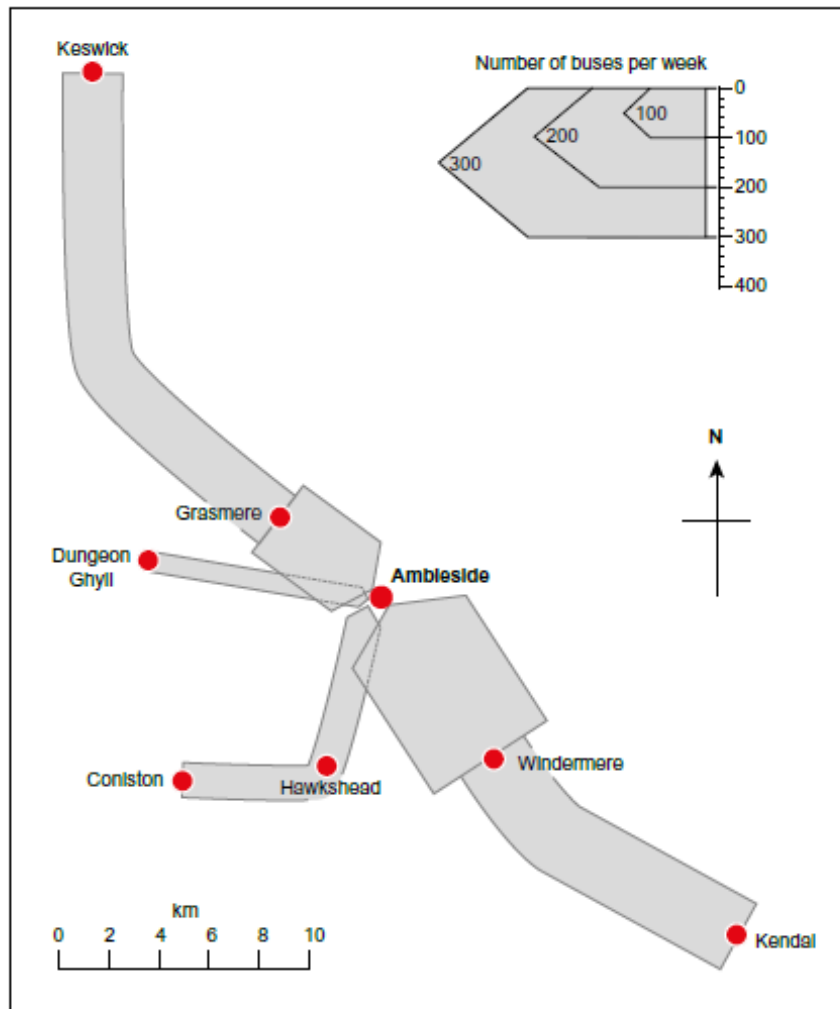 Keswick
Number of buses per week
0
100
100
200
200
300
300
400
N
Grasmere
Dungeon
Ghyll
Ambleside
Windermere
Coniston
Hawkshead
km
0 2 4 6 8 10
Kendal